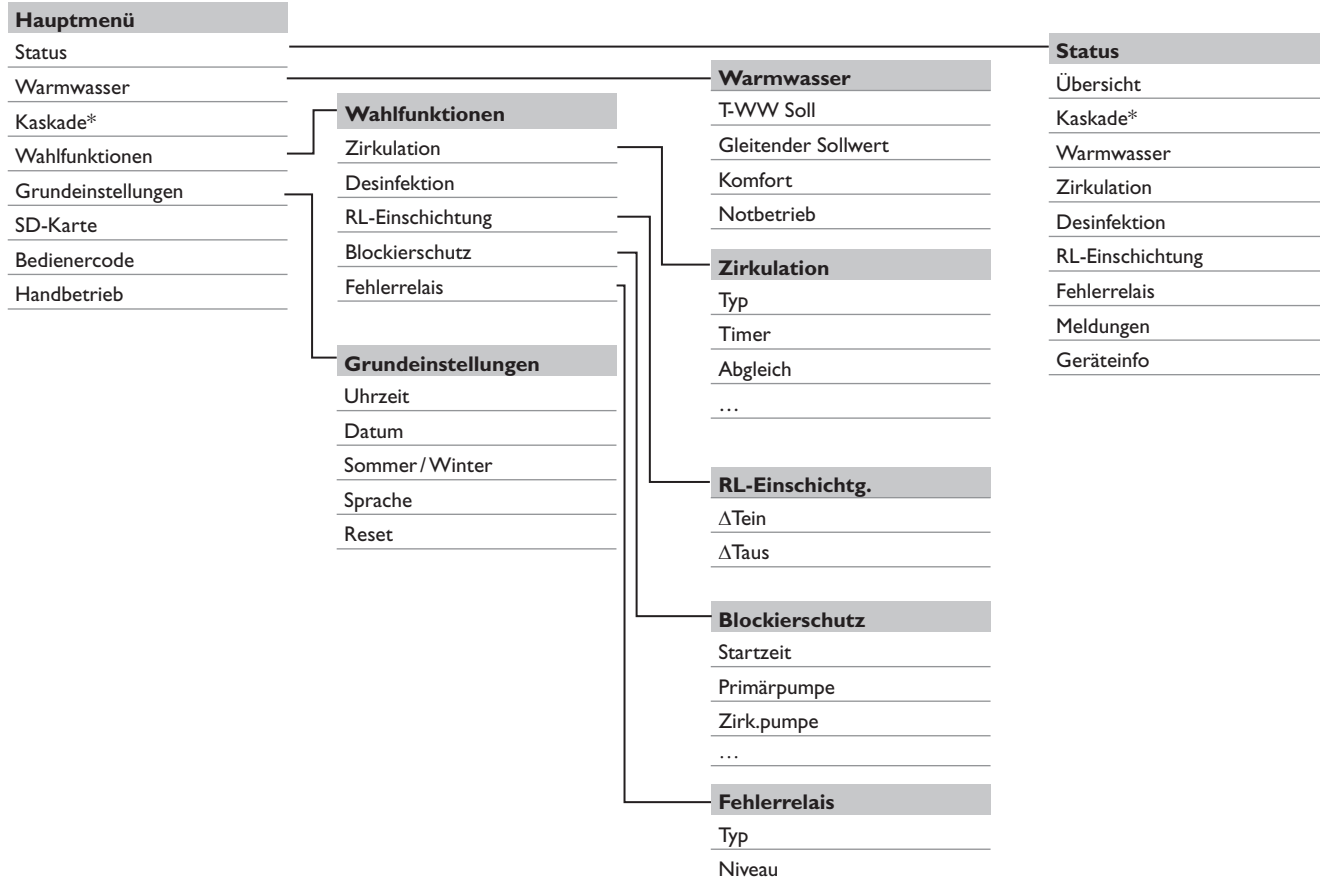 Hauptmenü
Status
Warmwasser
Kaskade*
Wahlfunktionen
Grundeinstellungen
SD-Karte
Bedienercode
Handbetrieb
Wahlfunktionen
Zirkulation
Desinfektion
RL-Einschichtung
Blockierschutz
Fehlerrelais
Grundeinstellungen
Uhrzeit
Datum
Sommer / Winter
Sprache
Reset
Warmwasser
T-WW Soll
Gleitender Sollwert
Komfort
Notbetrieb
Zirkulation
Typ
Timer
Abgleich
…
RL-Einschichtg.
ΔTein
ΔTaus
Blockierschutz
Startzeit
Primärpumpe
Zirk.pumpe
…
Fehlerrelais
Typ
Niveau
Status
Übersicht
Kaskade*
Warmwasser
Zirkulation
Desinfektion
RL-Einschichtung
Fehlerrelais
Meldungen
Geräteinfo